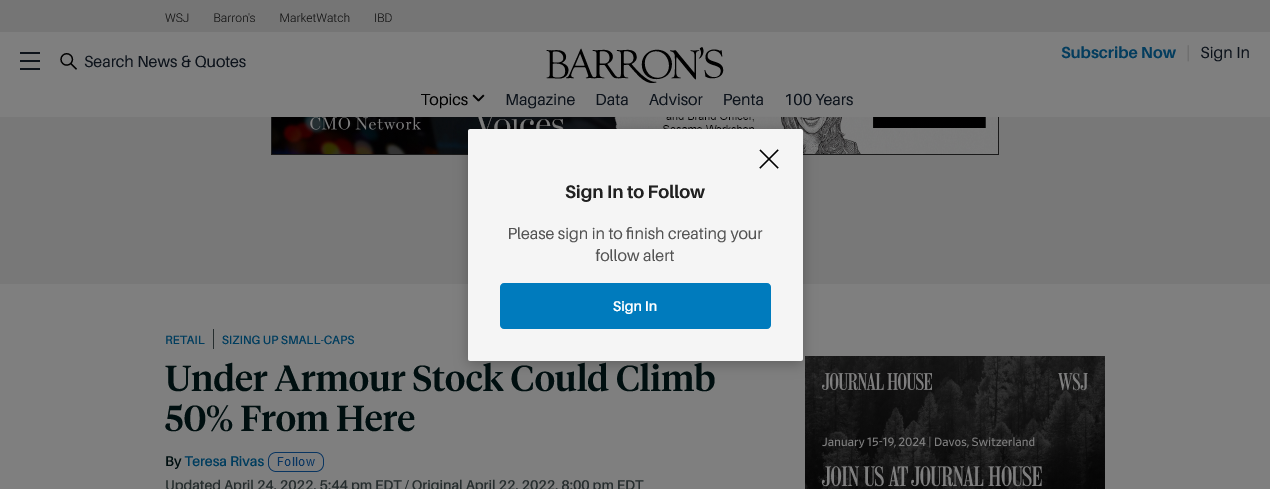 WSJ Barron's MarketWatch IBD
Search News & Quotes
BARRON'S
Subscribe Now | Sign In
Topics Magazine Data Advisor Penta 100 Years
CMO Network
Voices
and Brand Officer,
Sesame Workshop
Sign In to Follow
Please sign in to finish creating your
follow alert
Sign In
RETAIL | SIZING UP SMALL-CAPS
Under Armour Stock Could Climb
50% From Here
By Teresa Rivas Follow
Updated April 24, 2022, 5:44 pm EDT / Original April 22, 2022, 8:00 pm EDT
JOURNAL HOUSE WSJ
January 15-19, 2024 | Davos, Switzerland
JOIN US AT JOURNAL HOUSE